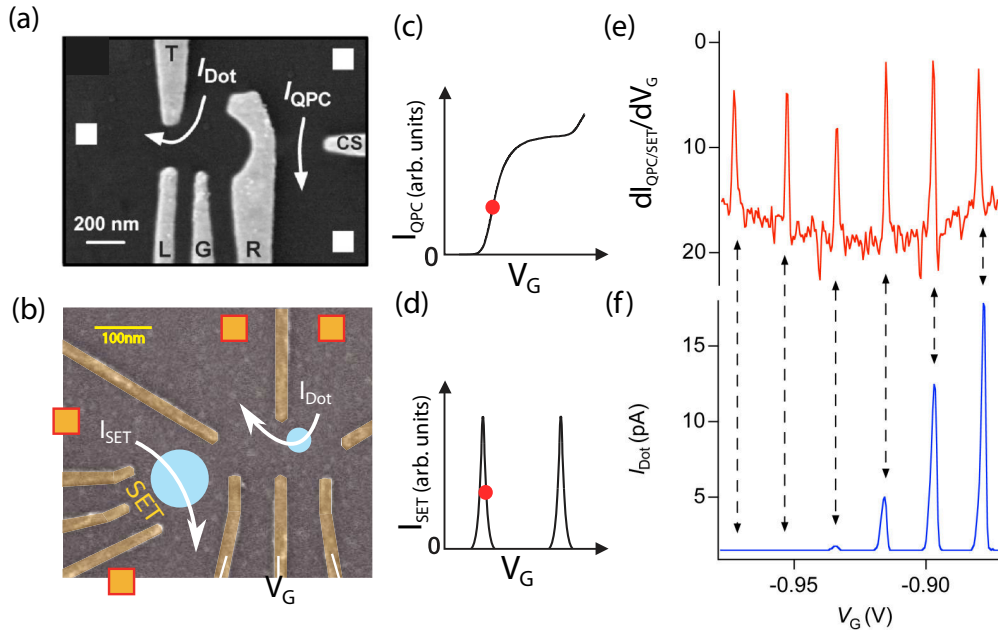 (a)
T
I_Dot
I_QPC
CS
200 nm
L G R
(b)
100nm
I_Dot
I_SET
SET
V_G
(c)
I_QPC (arb. units)
0
V_G
(d)
I_SET (arb. units)
0
V_G
(e)
dI_QPC/SET/dV_G
0
10
20
(f)
I_Dot (pA)
15
10
5
-0.95
-0.90
V_G (V)